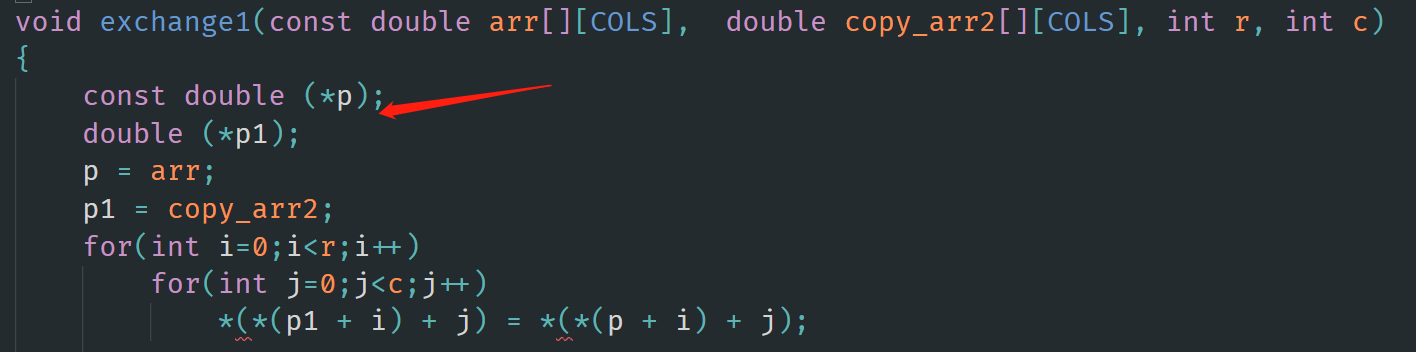 void exchange1(const double arr[][COLS],  double copy_arr2[][COLS], int r, int c)
{
    const double (*p);
    double (*p1);
    p = arr;
    p1 = copy_arr2;
    for(int i=0;i<r;i++)
        for(int j=0;j<c;j++)
            *(*(p1 + i) + j) = *(*(p + i) + j);